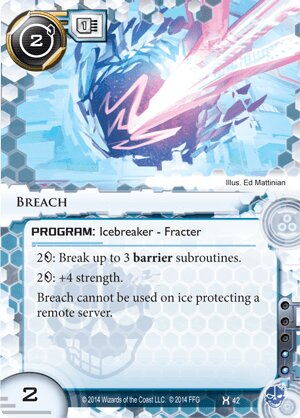 2
1
Illus. Ed Mattinian
BREACH
PROGRAM: Icebreaker - Fracter
2: Break up to 3 barrier subroutines.
2: +4 strength.
Breach cannot be used on ice protecting a
remote server.
2
© 2014 Wizards of the Coast LLC. © 2014 FFG 42